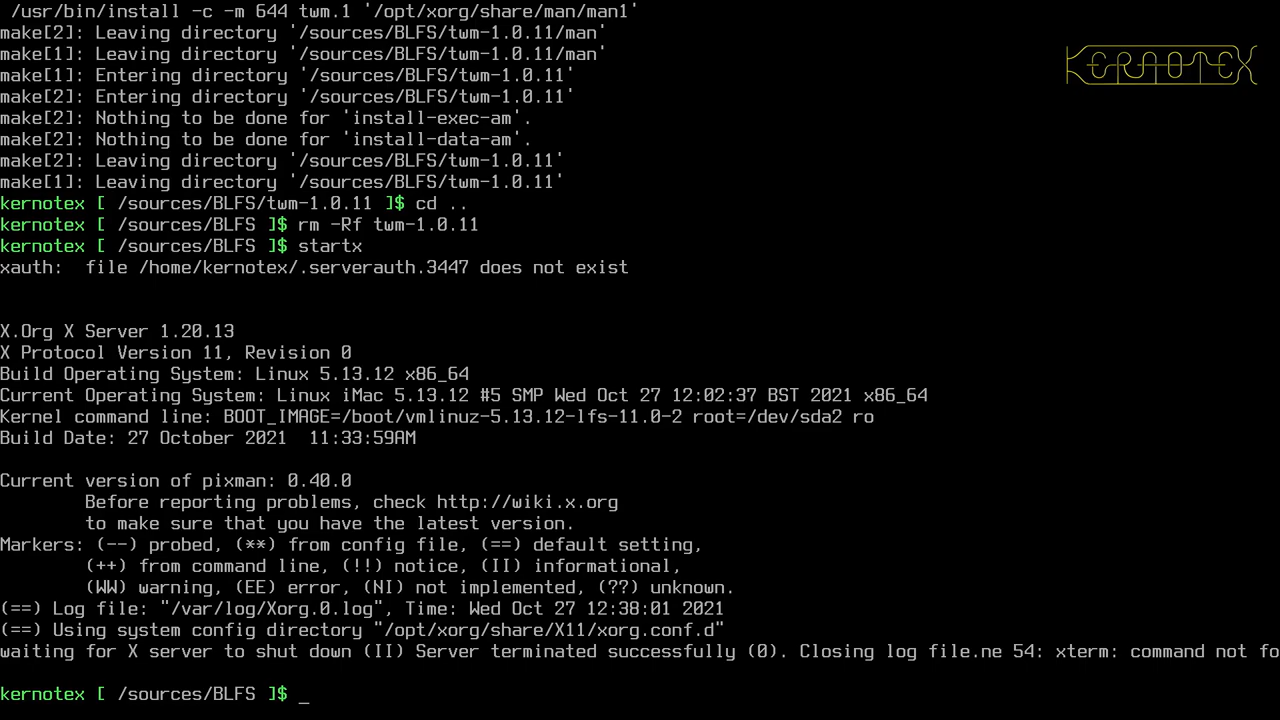 /usr/bin/install -c -m 644 twm.1 '/opt/xorg/share/man/man1'
make[2]: Leaving directory '/sources/BLFS/twm-1.0.11/man'
make[1]: Leaving directory '/sources/BLFS/twm-1.0.11/man'
make[1]: Entering directory '/sources/BLFS/twm-1.0.11'
make[2]: Entering directory '/sources/BLFS/twm-1.0.11'
make[2]: Nothing to be done for 'install-exec-am'.
make[2]: Nothing to be done for 'install-data-am'.
make[2]: Leaving directory '/sources/BLFS/twm-1.0.11'
make[1]: Leaving directory '/sources/BLFS/twm-1.0.11'
kernotex [ /sources/BLFS/twm-1.0.11 ]$ cd ..
kernotex [ /sources/BLFS ]$ rm -Rf twm-1.0.11
kernotex [ /sources/BLFS ]$ startx
xauth:  file /home/kernotex/.serverauth.3447 does not exist
X.Org X Server 1.20.13
X Protocol Version 11, Revision 0
Build Operating System: Linux 5.13.12 x86_64
Current Operating System: Linux iMac 5.13.12 #5 SMP Wed Oct 27 12:02:37 BST 2021 x86_64
Kernel command line: BOOT_IMAGE=/boot/vmlinuz-5.13.12-lfs-11.0-2 root=/dev/sda2 ro
Build Date: 27 October 2021  11:33:59AM
Current version of pixman: 0.40.0
Before reporting problems, check http://wiki.x.org
to make sure that you have the latest version.
Markers: (--) probed, (**) from config file, (==) default setting,
(++) from command line, (!!) notice, (II) informational,
(WW) warning, (EE) error, (NI) not implemented, (??) unknown.
(==) Log file: "/var/log/Xorg.0.log", Time: Wed Oct 27 12:38:01 2021
(==) Using system config directory "/opt/xorg/share/X11/xorg.conf.d"
waiting for X server to shut down (II) Server terminated successfully (0). Closing log file.ne 54: xterm: command not fo
kernotex [ /sources/BLFS ]$ _
KERNOTEX